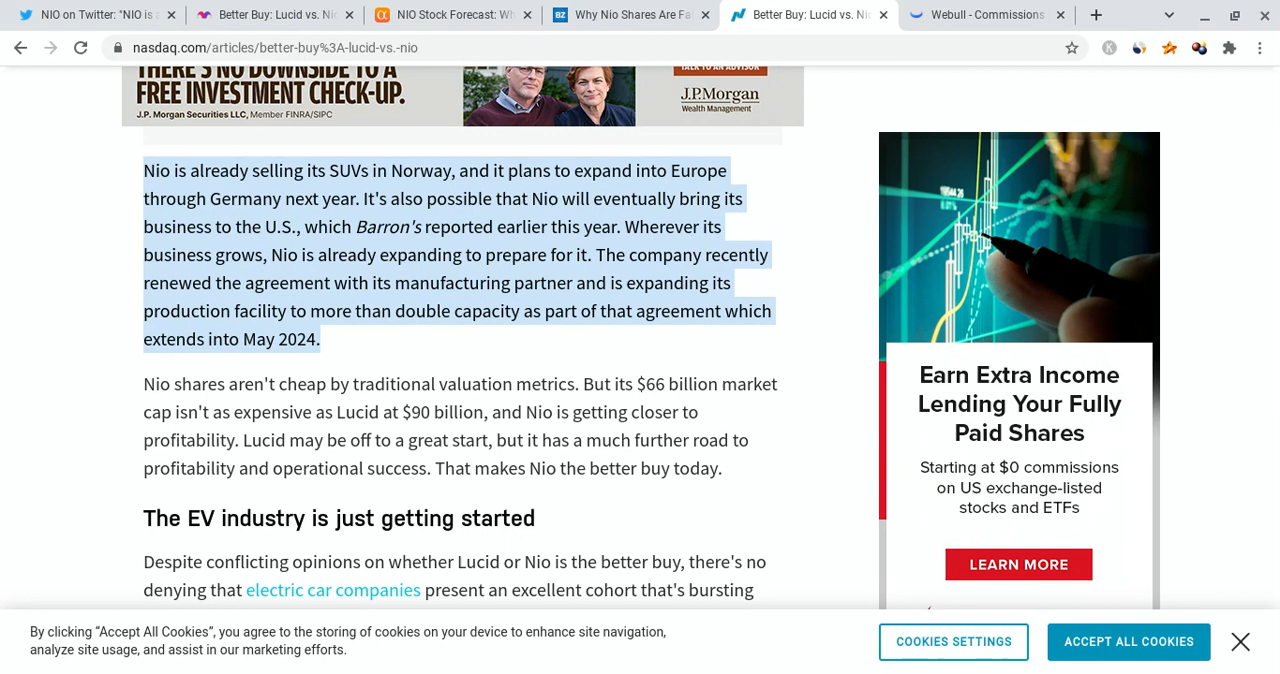 NIO on Twitter: "NIO is a
Better Buy: Lucid vs. Ni
NIO Stock Forecast: Wh
Why Nio Shares Are Fal
Better Buy: Lucid vs. Nio
Webull - Commissions
nasdaq.com/articles/better-buy%3A-lucid-vs.-nio
THERE'S NO DOWNSIDE TO A
FREE INVESTMENT CHECK-UP.
J.P. Morgan Securities LLC, Member FINRA/SIPC
TALK TO AN ADVISOR
J.P.Morgan
Wealth Management
Nio is already selling its SUVs in Norway, and it plans to expand into Europe
through Germany next year. It's also possible that Nio will eventually bring its
business to the U.S., which Barron's reported earlier this year. Wherever its
business grows, Nio is already expanding to prepare for it. The company recently
renewed the agreement with its manufacturing partner and is expanding its
production facility to more than double capacity as part of that agreement which
extends into May 2024.
Nio shares aren't cheap by traditional valuation metrics. But its $66 billion market
cap isn't as expensive as Lucid at $90 billion, and Nio is getting closer to
profitability. Lucid may be off to a great start, but it has a much further road to
profitability and operational success. That makes Nio the better buy today.
The EV industry is just getting started
Despite conflicting opinions on whether Lucid or Nio is the better buy, there's no
denying that electric car companies present an excellent cohort that's bursting
Earn Extra Income
Lending Your Fully
Paid Shares
Starting at $0 commissions
on US exchange-listed
stocks and ETFs
LEARN MORE
By clicking “Accept All Cookies”, you agree to the storing of cookies on your device to enhance site navigation,
analyze site usage, and assist in our marketing efforts.
COOKIES SETTINGS
ACCEPT ALL COOKIES